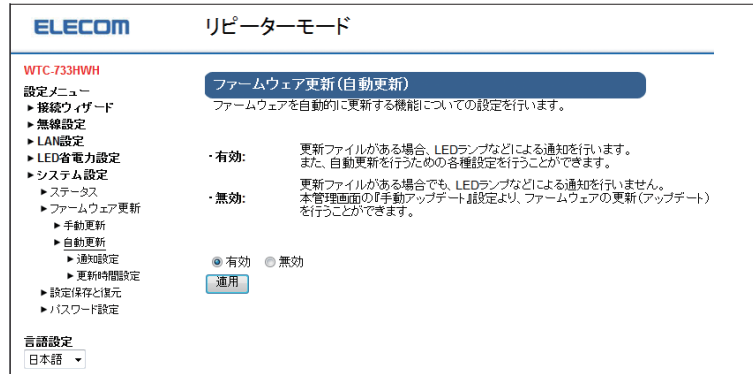 ELECOM
リピーターモード
WTC-733HWH
設定メニュー
▶接続ウィザード
▶無線設定
▶LAN設定
▶LED省電力設定
▶システム設定
▶ステータス
▶ファームウェア更新
▶手動更新
▶自動更新
▶通知設定
▶更新時間設定
▶設定保存と復元
▶パスワード設定
言語設定
日本語
ファームウェア更新(自動更新)
ファームウェアを自動的に更新する機能についての設定を行います。
・有効: 更新ファイルがある場合、LEDランプなどによる通知を行います。
また、自動更新を行うための各種設定を行うことができます。
・無効: 更新ファイルがある場合でも、LEDランプなどによる通知を行いません。
本管理画面の『手動アップデート』設定より、ファームウェアの更新(アップデート)
を行うことができます。
有効 無効
適用